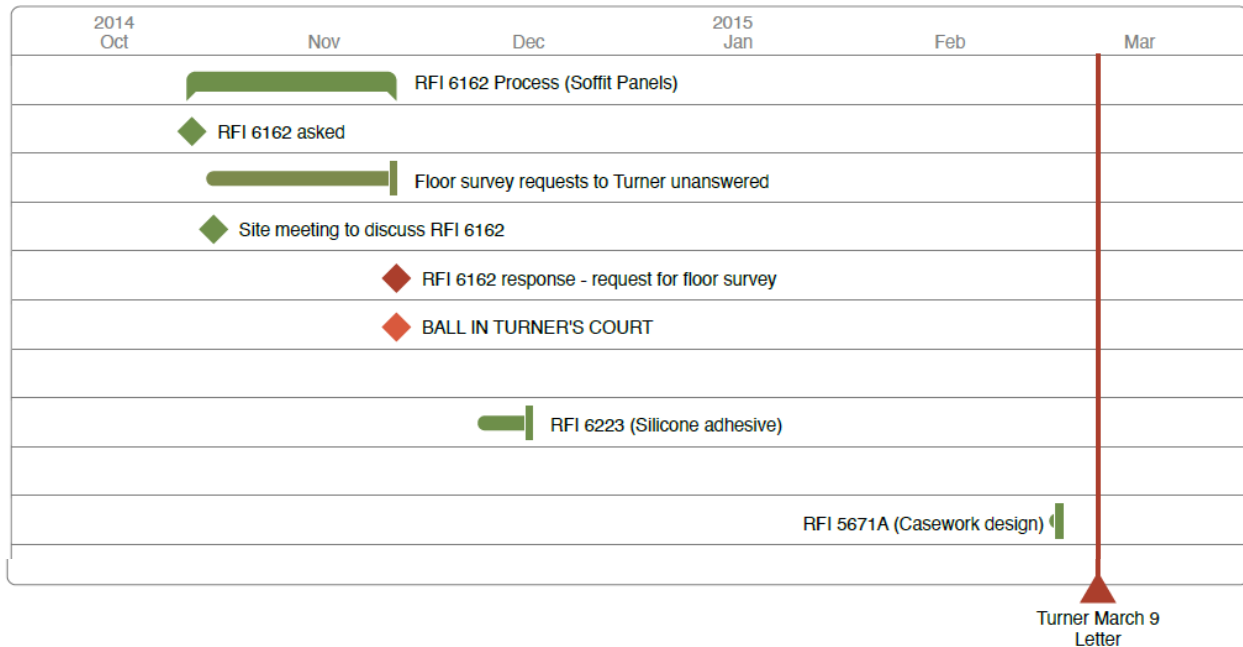 2014
2015
Oct
Nov
Dec
Jan
Feb
Mar
RFI 6162 Process (Soffit Panels)
RFI 6162 asked
Floor survey requests to Turner unanswered
Site meeting to discuss RFI 6162
RFI 6162 response - request for floor survey
BALL IN TURNER'S COURT
RFI 6223 (Silicone adhesive)
RFI 5671A (Casework design)
Turner March 9
Letter